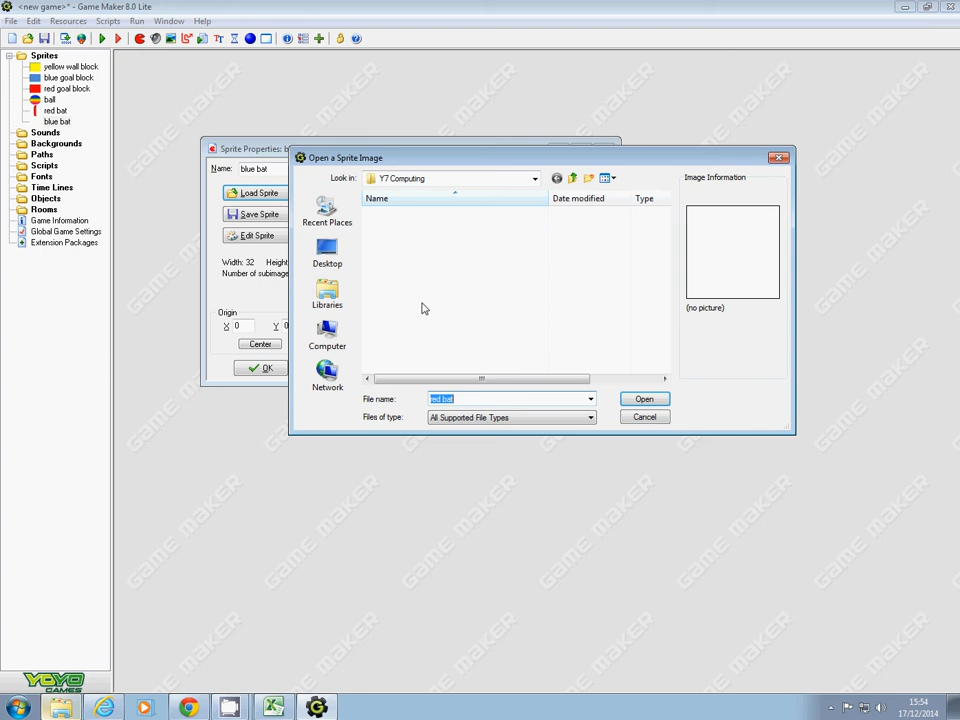 <new game>* - Game Maker 8.0 Lite
File Edit Resources Scripts Run Window Help
Sprites
yellow wall block
blue goal block
red goal block
ball
red bat
blue bat
Sounds
Backgrounds
Paths
Scripts
Fonts
Time Lines
Objects
Rooms
Game Information
Global Game Settings
Extension Packages
Sprite Properties: b
Name: blue bat
Load Sprite
Save Sprite
Edit Sprite
Width: 32 Height
Number of subimage
Origin
X 0 Y 0
Center
OK
Open a Sprite Image
Look in: Y7 Computing
Name Date modified Type
Recent Places
Desktop
Libraries
Computer
Network
File name: red bat
Files of type: All Supported File Types
Open
Cancel
Image Information
(no picture)
GAME MAKER
YOYO
GAMES
15:54
17/12/2014